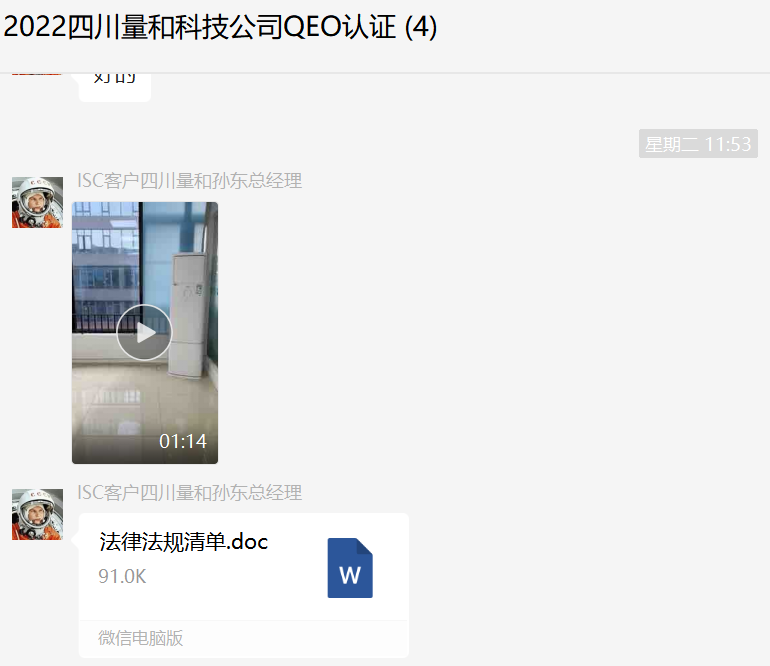 2022四川量和科技公司QEO认证 (4)
好的
星期二 11:53
ISC客户四川量和孙东总经理
01:14
ISC客户四川量和孙东总经理
法律法规清单.doc
91.0K
W
微信电脑版